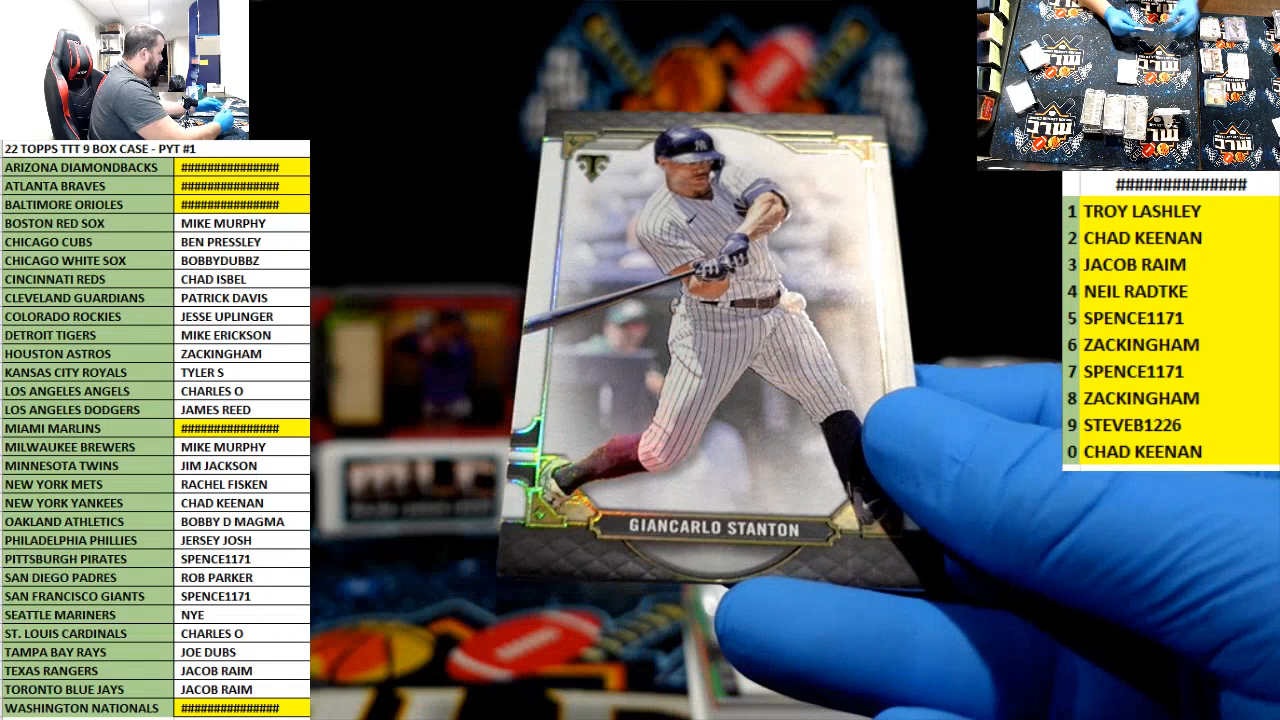 22 TOPPS TTT 9 BOX CASE - PYT #1
ARIZONA DIAMONDBACKS ###############
ATLANTA BRAVES ###############
BALTIMORE ORIOLES ###############
BOSTON RED SOX MIKE MURPHY
CHICAGO CUBS BEN PRESSLEY
CHICAGO WHITE SOX BOBBYDUBBZ
CINCINNATI REDS CHAD ISBEL
CLEVELAND GUARDIANS PATRICK DAVIS
COLORADO ROCKIES JESSE UPLINGER
DETROIT TIGERS MIKE ERICKSON
HOUSTON ASTROS ZACKINGHAM
KANSAS CITY ROYALS TYLER S
LOS ANGELES ANGELS CHARLES O
LOS ANGELES DODGERS JAMES REED
MIAMI MARLINS ###############
MILWAUKEE BREWERS MIKE MURPHY
MINNESOTA TWINS JIM JACKSON
NEW YORK METS RACHEL FISKEN
NEW YORK YANKEES CHAD KEENAN
OAKLAND ATHLETICS BOBBY D MAGMA
PHILADELPHIA PHILLIES JERSEY JOSH
PITTSBURGH PIRATES SPENCE1171
SAN DIEGO PADRES ROB PARKER
SAN FRANCISCO GIANTS SPENCE1171
SEATTLE MARINERS NYE
ST. LOUIS CARDINALS CHARLES O
TAMPA BAY RAYS JOE DUBS
TEXAS RANGERS JACOB RAIM
TORONTO BLUE JAYS JACOB RAIM
WASHINGTON NATIONALS ###############
GIANCARLO STANTON
MLC
MLC
MLC
MLC
##############
1 TROY LASHLEY
2 CHAD KEENAN
3 JACOB RAIM
4 NEIL RADTKE
5 SPENCE1171
6 ZACKINGHAM
7 SPENCE1171
8 ZACKINGHAM
9 STEVEB1226
0 CHAD KEENAN